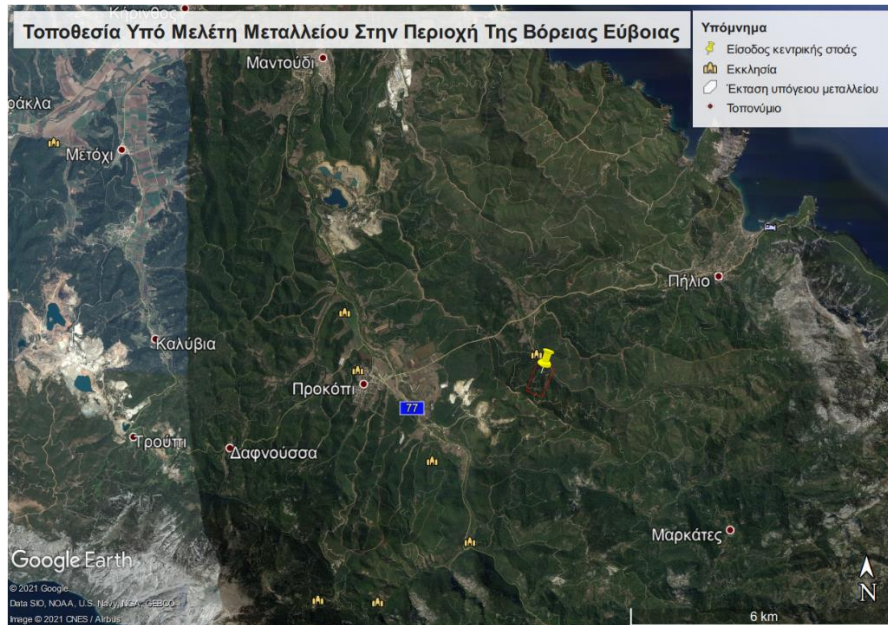 Κήρινθος
Τοποθεσία Υπό Μελέτη Μεταλλείου Στην Περιοχή Της Βόρειας Εύβοιας
Υπόμνημα
Είσοδος κεντρικής στοάς
Εκκλησία
Έκταση υπόγειου μεταλλείου
Τοπονύμιο
Μαντούδι
ράκλα
Μετόχι
Πήλιο
Καλύβια
Προκόπι
77
Τρούπι
Δαφνούσσα
Μαρκάτες
Google Earth
© 2021 Google
Data SIO, NOAA, U.S. Navy, NGA, GEBCO
Image © 2021 CNES / Airbus
N
6 km